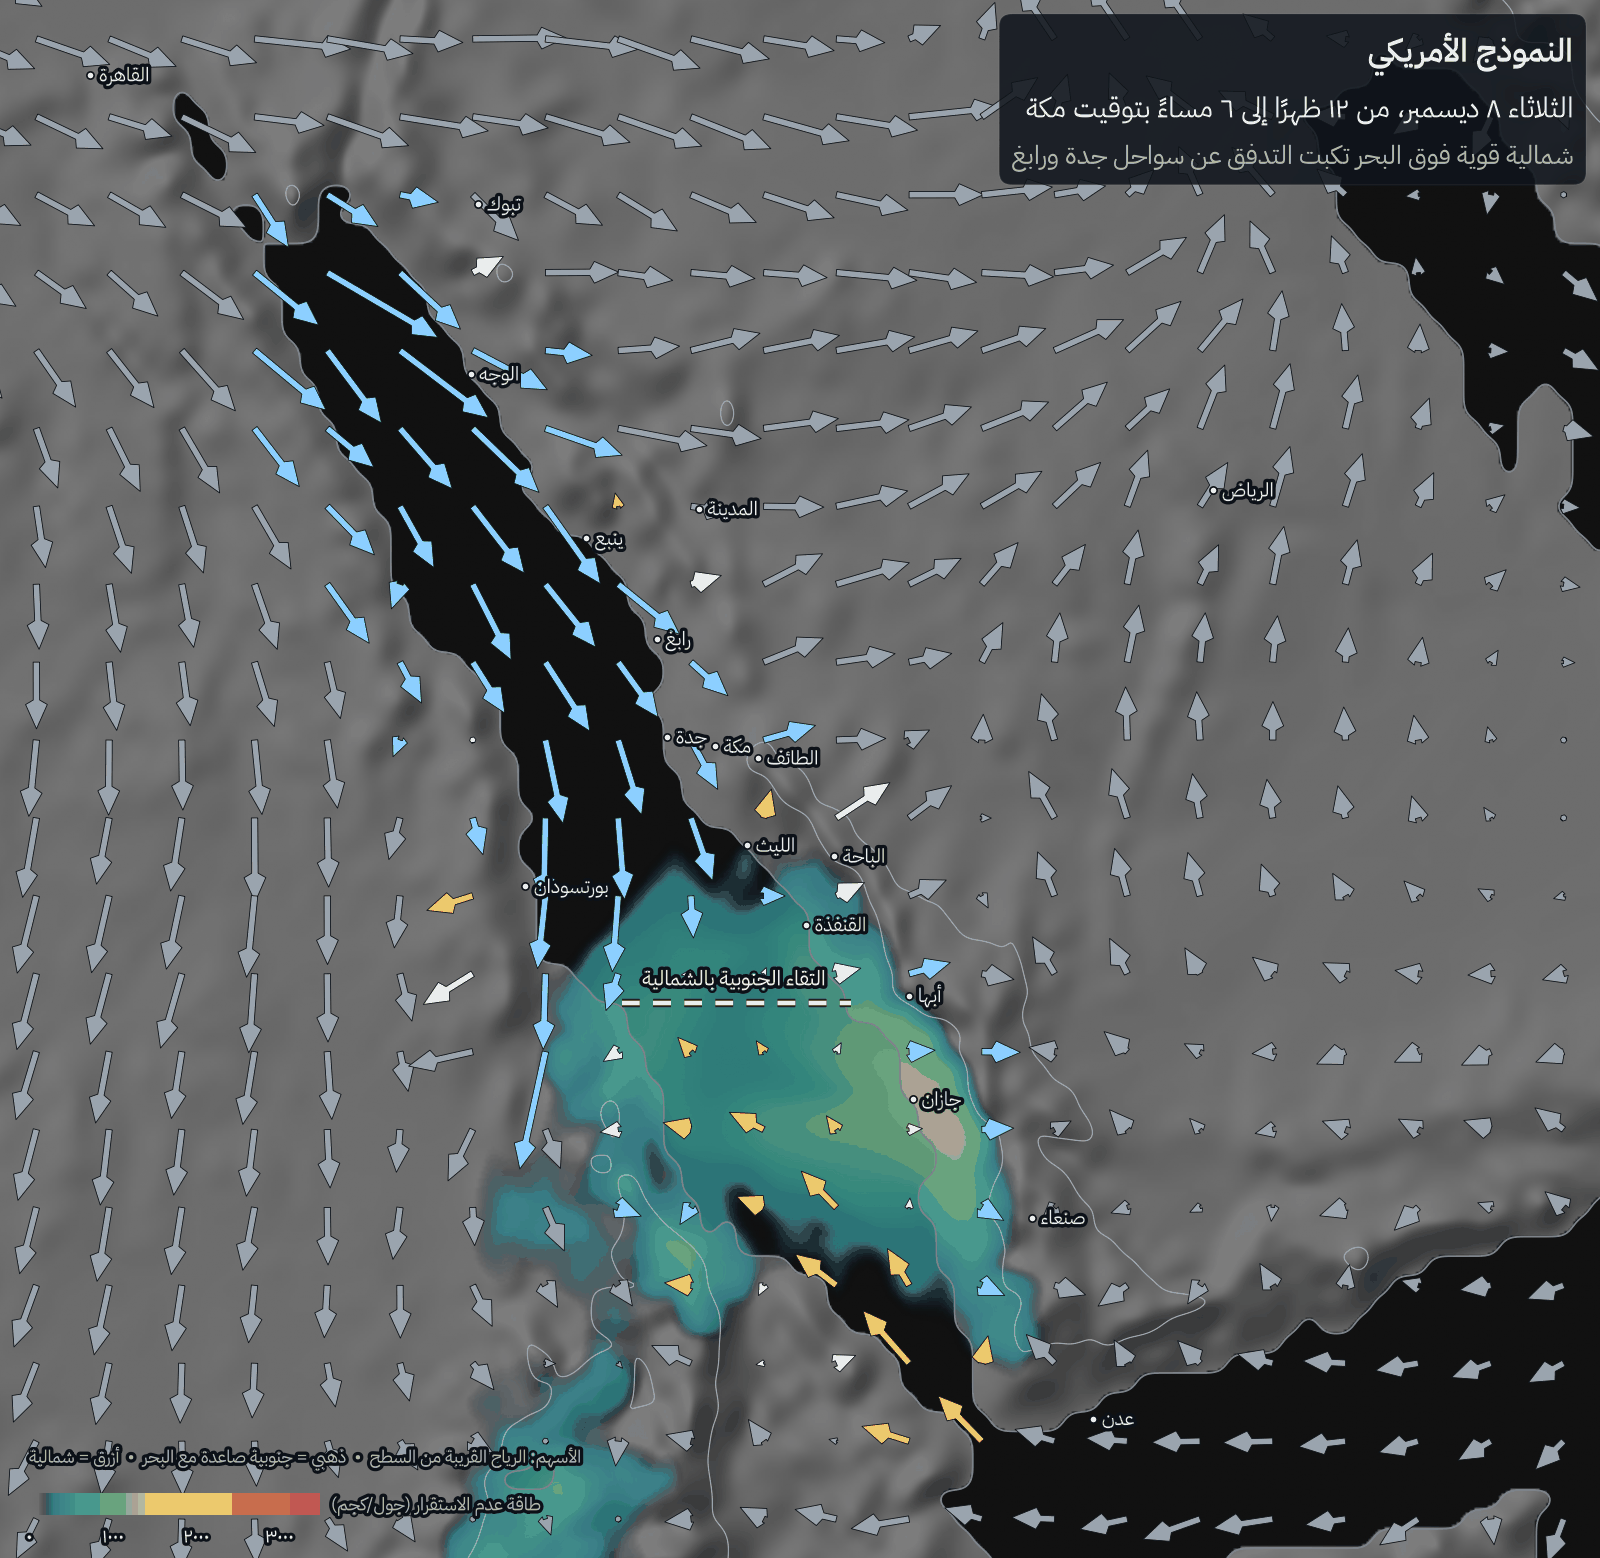 النموذج الأمريكي
الثلاثاء ٨ ديسمبر، من ١٢ ظهرًا إلى ٦ مساءً بتوقيت مكة
شمالية قوية فوق البحر تكبت التدفق عن سواحل جدة ورابغ
القاهرة
تبوك
الوجه
الرياض
المدينة
ينبع
رابغ
جدة
مكة
الطائف
الليث
الباحة
بورتسودان
القنفذة
التقاء الجنوبية بالشمالية
أبها
جازان
صنعاء
عدن
الأسهم: الرياح القريبة من السطح • ذهبي = جنوبية صاعدة مع البحر • أزرق = شمالية
طاقة عدم الاستقرار (جول/كجم)
٠ ١٠٠٠ ٢٠٠٠ ٣٠٠٠